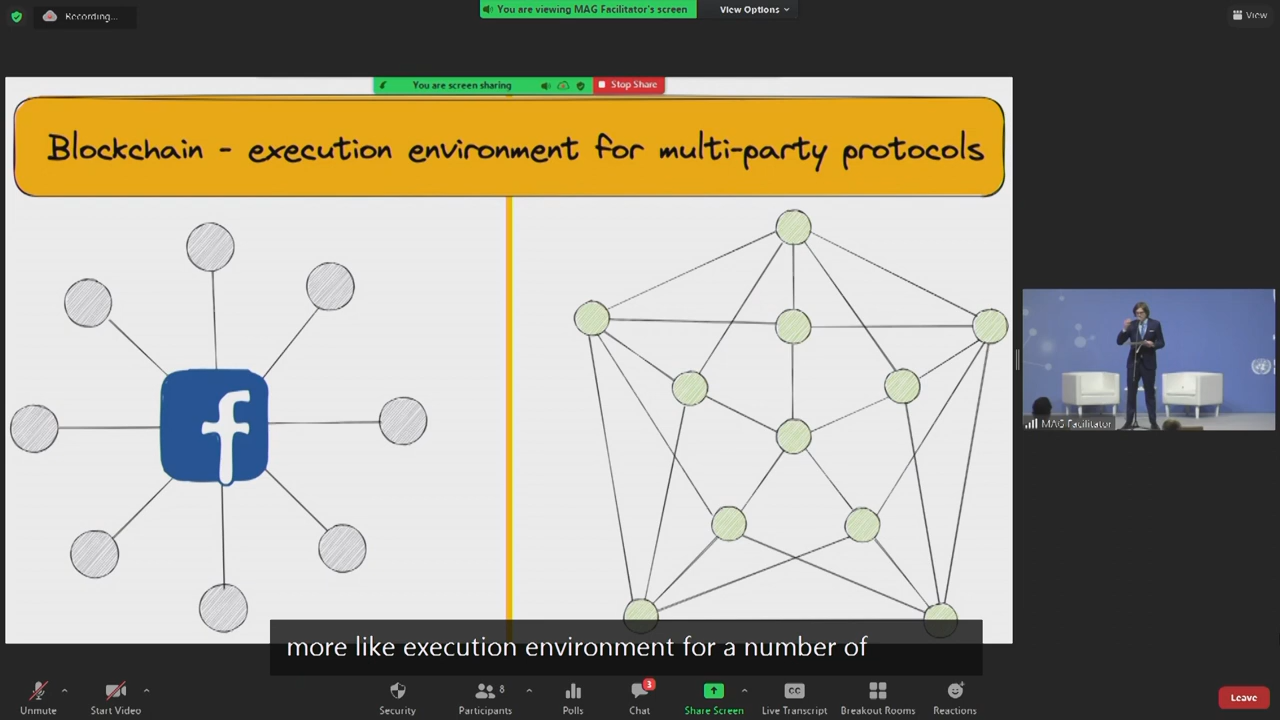 Recording...
You are viewing MAG Facilitator's screen
View Options
View
You are screen sharing
Stop Share
Blockchain - execution environment for multi-party protocols
f
MAG Facilitator
more like execution environment for a number of
Unmute
Start Video
Security
8
Participants
Polls
3
Chat
Share Screen
CC
Live Transcript
Breakout Rooms
Reactions
Leave